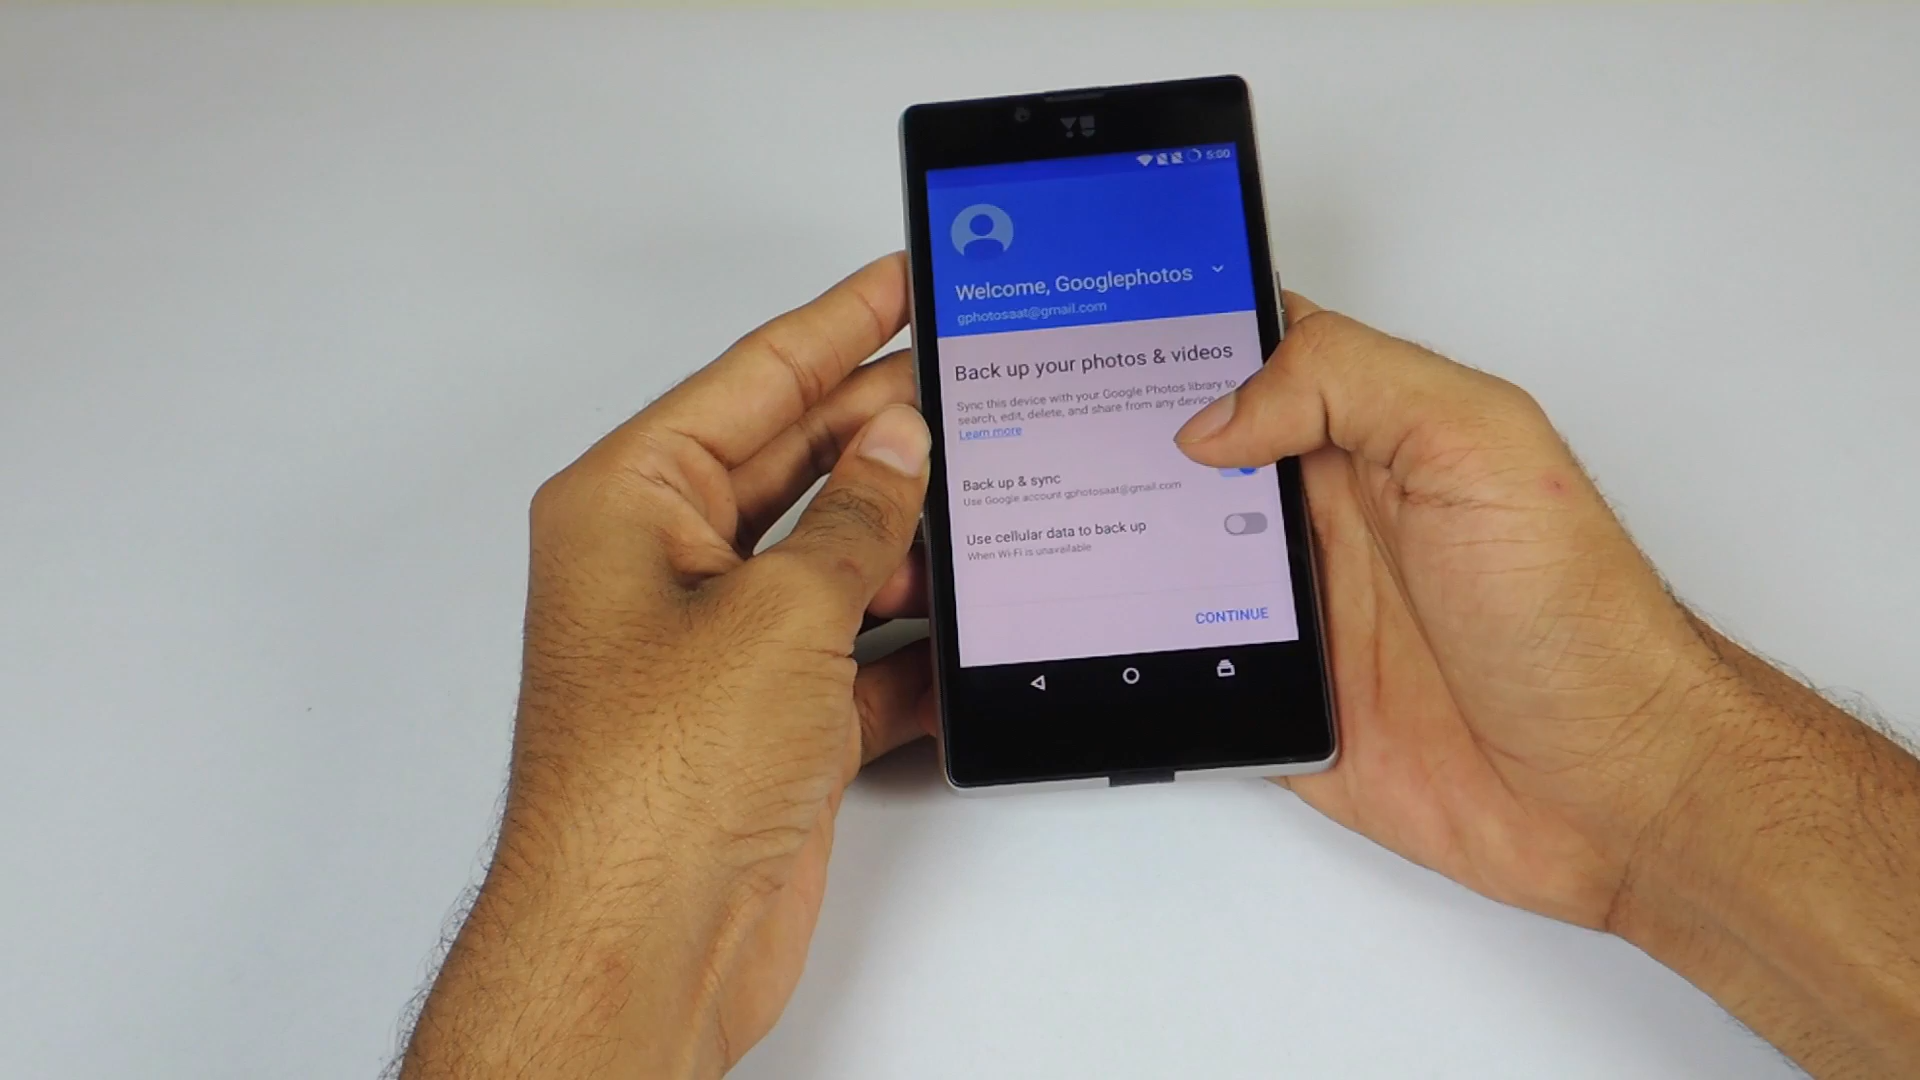 YU
5:00
Welcome, Googlephotos
gphotosaat@gmail.com
Back up your photos & videos
Sync this device with your Google Photos library to
search, edit, delete, and share from any device.
Learn more
Back up & sync
Use Google account gphotosaat@gmail.com
Use cellular data to back up
When Wi-Fi is unavailable
CONTINUE